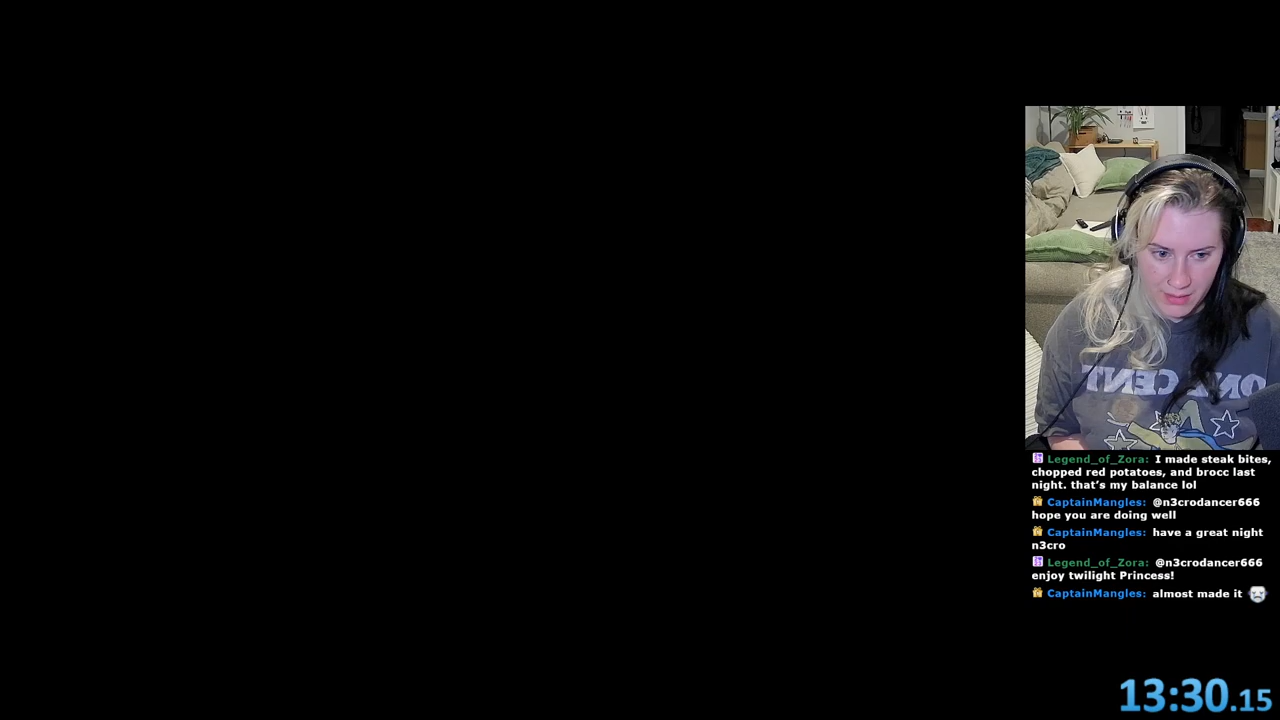 ONE CENT
Legend_of_Zora: I made steak bites,
chopped red potatoes, and brocc last
night. that's my balance lol
CaptainMangles: @n3crodancer666
hope you are doing well
CaptainMangles: have a great night
n3cro
Legend_of_Zora: @n3crodancer666
enjoy twilight Princess!
CaptainMangles: almost made it
13:30.15